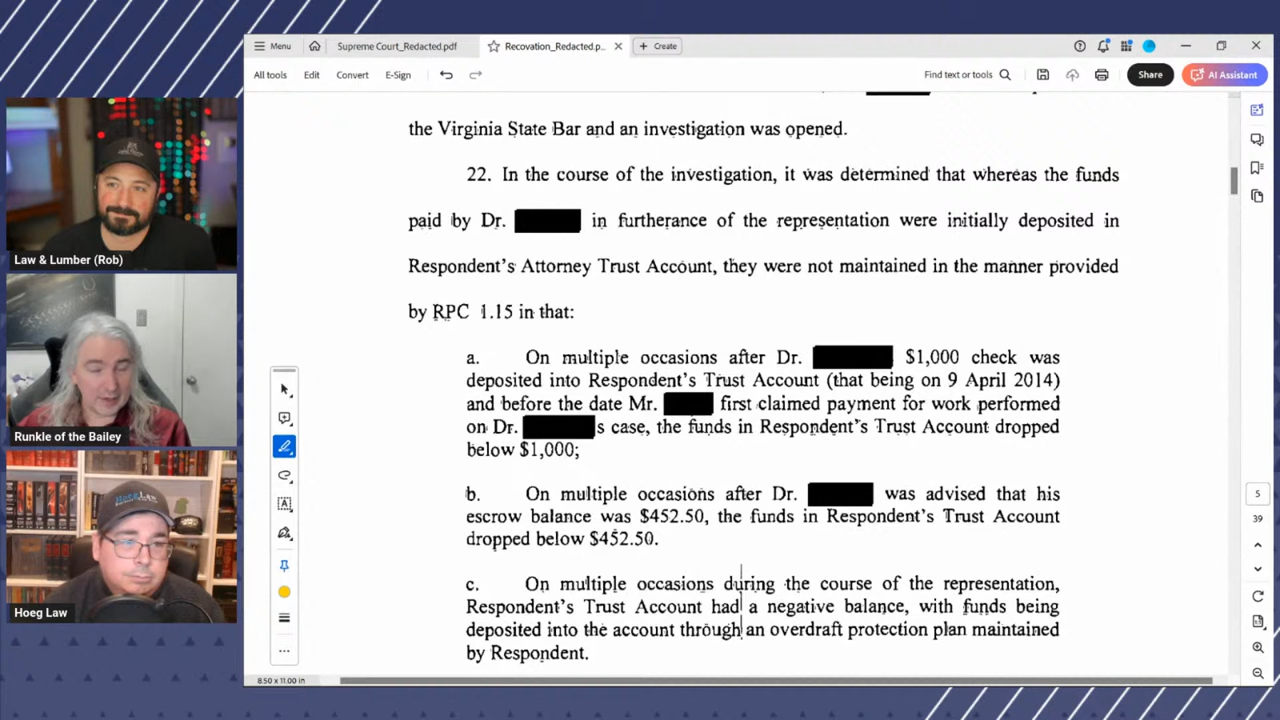 Menu
Supreme Court_Redacted.pdf
Recovation_Redacted.p...
Create
All tools
Edit
Convert
E-Sign
Find text or tools
Share
AI Assistant
the Virginia State Bar and an investigation was opened.
22. In the course of the investigation, it was determined that whereas the funds
paid by Dr. in furtherance of the representation were initially deposited in
Respondent's Attorney Trust Account, they were not maintained in the manner provided
by RPC 1.15 in that:
a. On multiple occasions after Dr. $1,000 check was
deposited into Respondent's Trust Account (that being on 9 April 2014)
and before the date Mr. first claimed payment for work performed
on Dr. s case, the funds in Respondent's Trust Account dropped
below $1,000;
b. On multiple occasions after Dr. was advised that his
escrow balance was $452.50, the funds in Respondent's Trust Account
dropped below $452.50.
c. On multiple occasions during the course of the representation,
Respondent's Trust Account had a negative balance, with funds being
deposited into the account through an overdraft protection plan maintained
by Respondent.
8.50 x 11.00 in
5
39
Law & Lumber (Rob)
Runkle of the Bailey
HOEG LAW
Hoeg Law